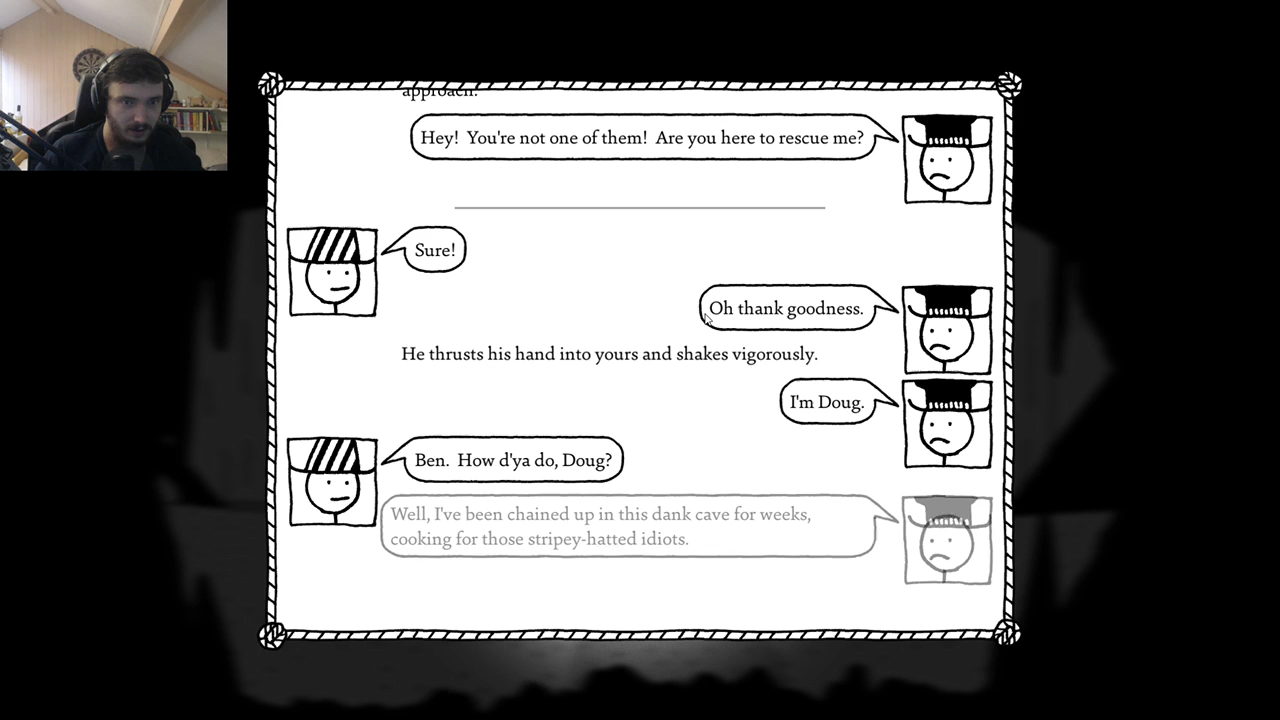 approach.
Hey!  You're not one of them!  Are you here to rescue me?
Sure!
Oh thank goodness.
He thrusts his hand into yours and shakes vigorously.
I'm Doug.
Ben.  How d'ya do, Doug?
Well, I've been chained up in this dank cave for weeks,
cooking for those stripey-hatted idiots.